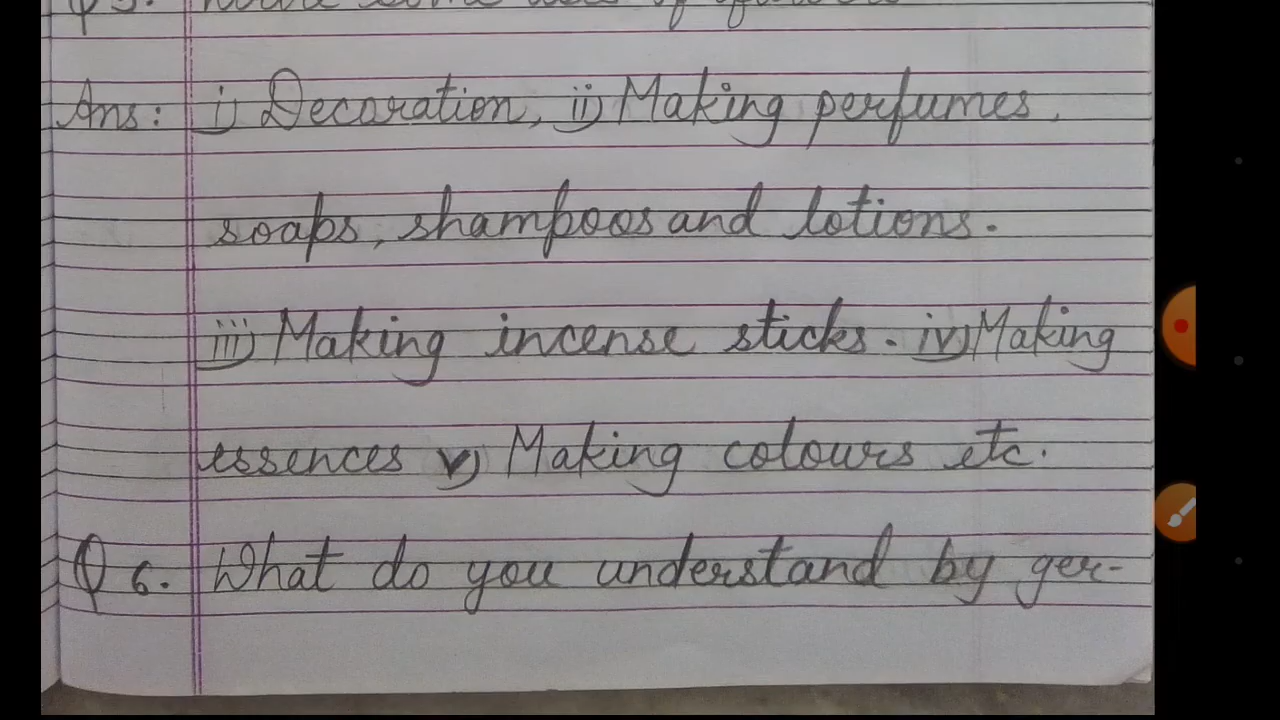 Ans: i) Decoration, ii) Making perfumes,
soaps, shampoos and lotions.
iii) Making incense sticks. iv) Making
essences v) Making colours etc.
Q 6. What do you understand by ger-